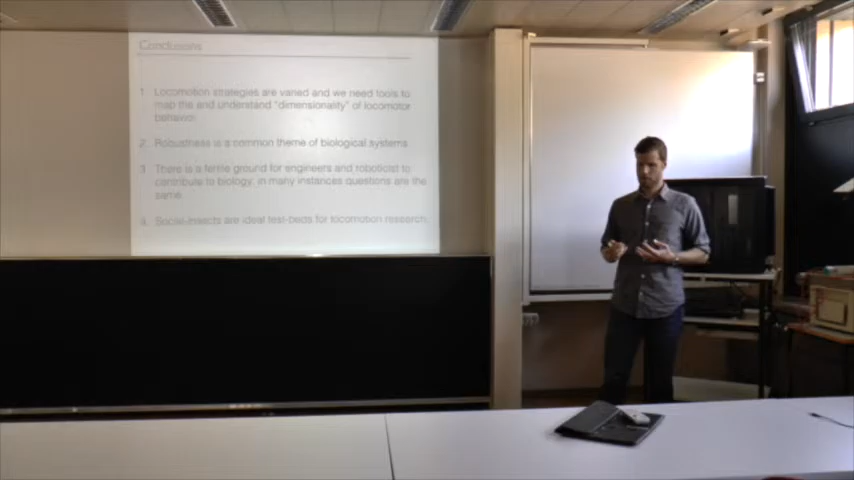 Conclusions
1. Locomotion strategies are varied and we need tools to
map the and understand "dimensionality" of locomotor
behavior.
2. Robustness is a common theme of biological systems
3. There is a fertile ground for engineers and roboticist to
contribute to biology, in many instances questions are the
same.
4. Social-insects are ideal test-beds for locomotion research.